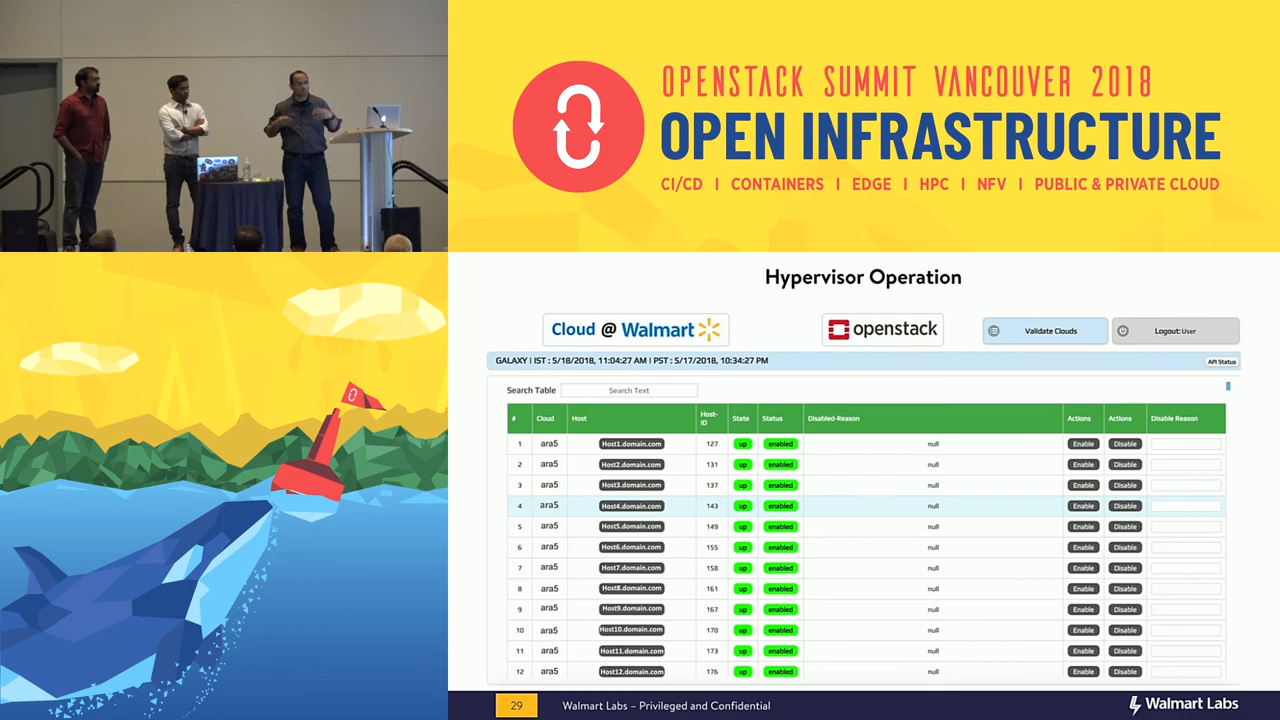 OPENSTACK SUMMIT VANCOUVER 2018
OPEN INFRASTRUCTURE
CI/CD | CONTAINERS | EDGE | HPC | NFV | PUBLIC & PRIVATE CLOUD
Hypervisor Operation
Cloud @ Walmart openstack Validate Clouds Logout: User
GALAXY | IST : 5/18/2018, 11:04:27 AM | PST : 5/17/2018, 10:34:27 PM API Status
Search Table Search Text
# Cloud Host Host-ID State Status Disabled-Reason Actions Actions Disable Reason
1 ara5 Host1.domain.com 127 up enabled null Enable Disable
2 ara5 Host2.domain.com 131 up enabled null Enable Disable
3 ara5 Host3.domain.com 137 up enabled null Enable Disable
4 ara5 Host4.domain.com 143 up enabled null Enable Disable
5 ara5 Host5.domain.com 149 up enabled null Enable Disable
6 ara5 Host6.domain.com 155 up enabled null Enable Disable
7 ara5 Host7.domain.com 158 up enabled null Enable Disable
8 ara5 Host8.domain.com 161 up enabled null Enable Disable
9 ara5 Host9.domain.com 167 up enabled null Enable Disable
10 ara5 Host10.domain.com 170 up enabled null Enable Disable
11 ara5 Host11.domain.com 173 up enabled null Enable Disable
12 ara5 Host12.domain.com 176 up enabled null Enable Disable
29 Walmart Labs – Privileged and Confidential Walmart Labs